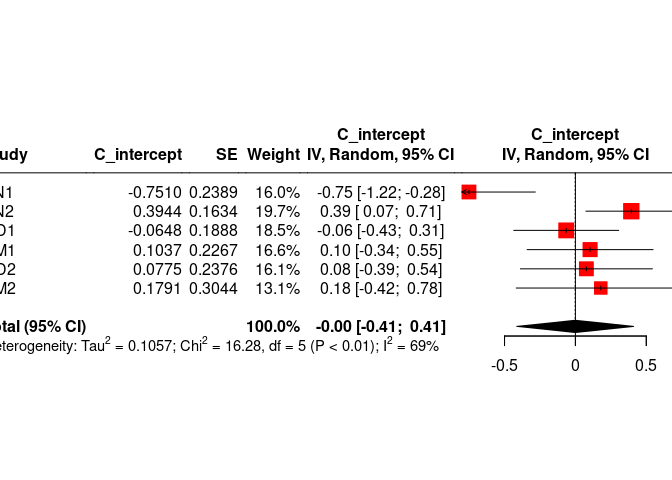 C_intercept C_intercept
udy C_intercept SE Weight IV, Random, 95% CI IV, Random, 95% CI
N1 -0.7510 0.2389 16.0% -0.75 [-1.22; -0.28]
N2 0.3944 0.1634 19.7% 0.39 [ 0.07; 0.71]
O1 -0.0648 0.1888 18.5% -0.06 [-0.43; 0.31]
M1 0.1037 0.2267 16.6% 0.10 [-0.34; 0.55]
O2 0.0775 0.2376 16.1% 0.08 [-0.39; 0.54]
M2 0.1791 0.3044 13.1% 0.18 [-0.42; 0.78]
tal (95% CI) 100.0% -0.00 [-0.41; 0.41]
eterogeneity: Tau² = 0.1057; Chi² = 16.28, df = 5 (P < 0.01); I² = 69%
-0.5 0 0.5